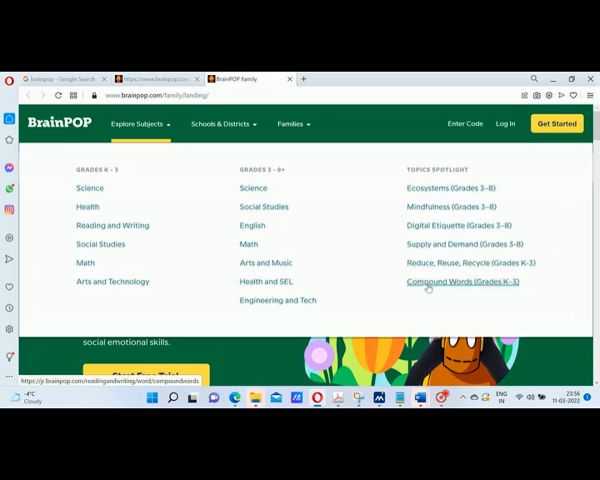 brainpop - Google Search
https://www.brainpop.co
BrainPOP Family
www.brainpop.com/family/landing/
BrainPOP
Explore Subjects
Schools & Districts
Families
Enter Code
Log In
Get Started
GRADES K - 3
Science
Health
Reading and Writing
Social Studies
Math
Arts and Technology
GRADES 3 - 8+
Science
Social Studies
English
Math
Arts and Music
Health and SEL
Engineering and Tech
TOPICS SPOTLIGHT
Ecosystems (Grades 3–8)
Mindfulness (Grades 3–8)
Digital Etiquette (Grades 3–8)
Supply and Demand (Grades 3-8)
Reduce, Reuse, Recycle (Grades K-3)
Compound Words (Grades K–3)
social emotional skills.
Start Free Trial
https://jr.brainpop.com/readingandwriting/word/compoundwords
-4°C
Cloudy
ENG
IN
23:56
11-03-2022